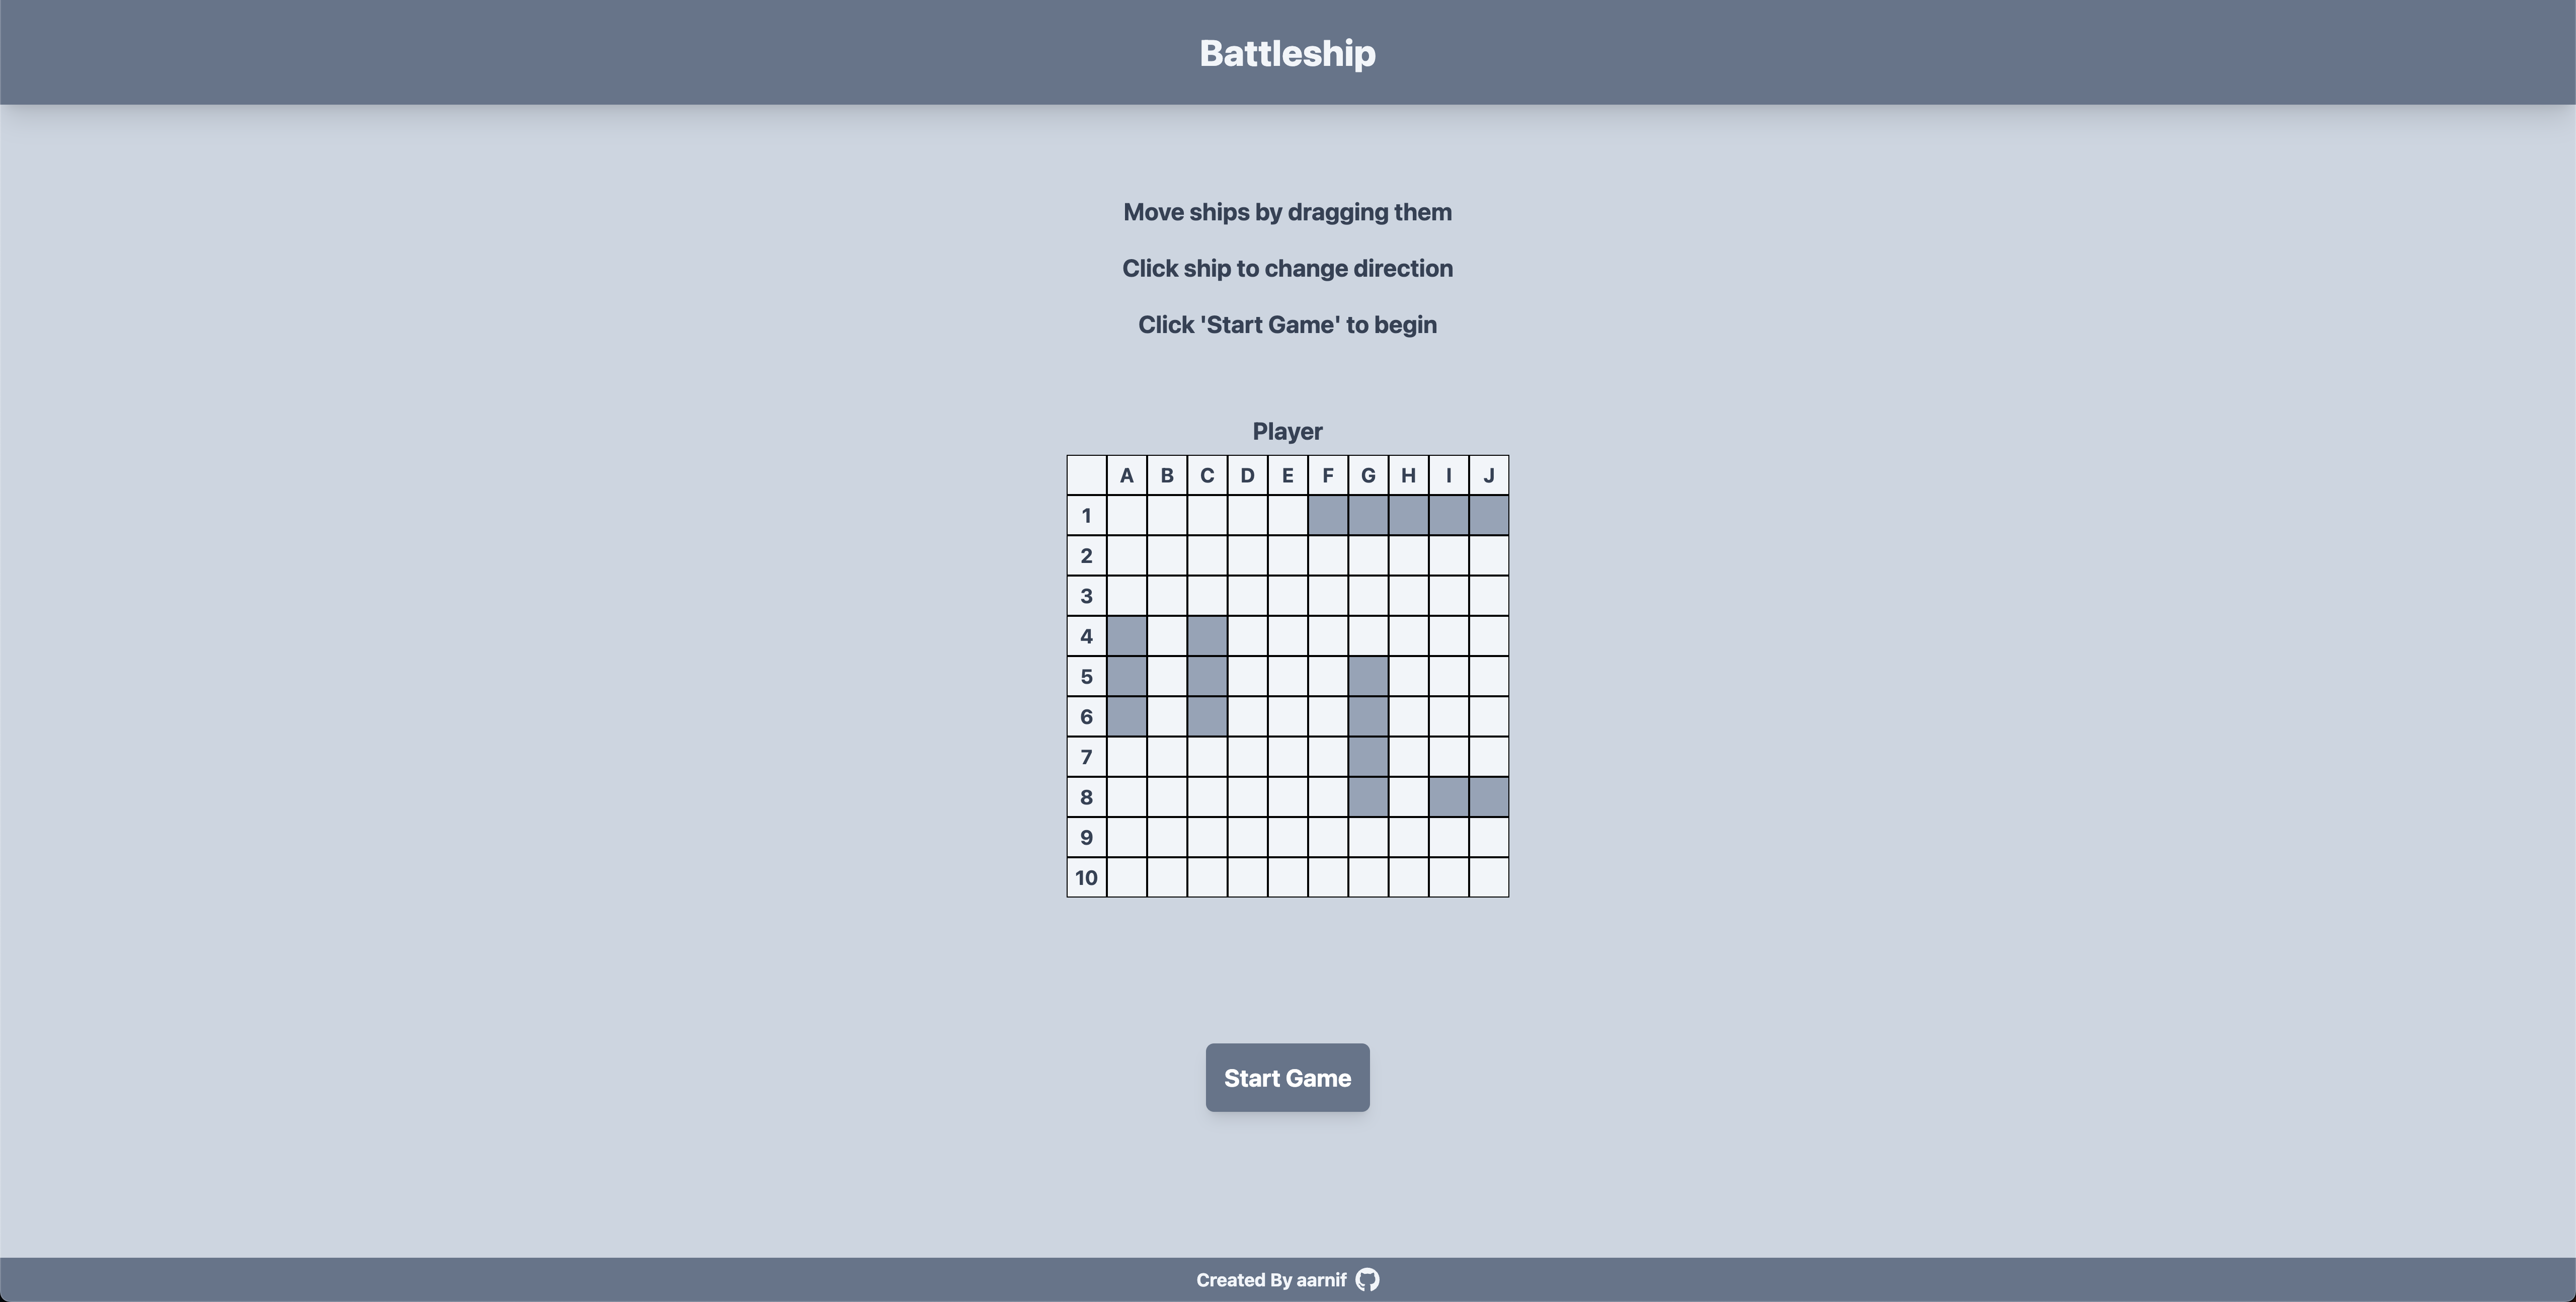 Battleship
Move ships by dragging them
Click ship to change direction
Click 'Start Game' to begin
Player
A B C D E F G H I J
1
2
3
4
5
6
7
8
9
10
Start Game
Created By aarnif